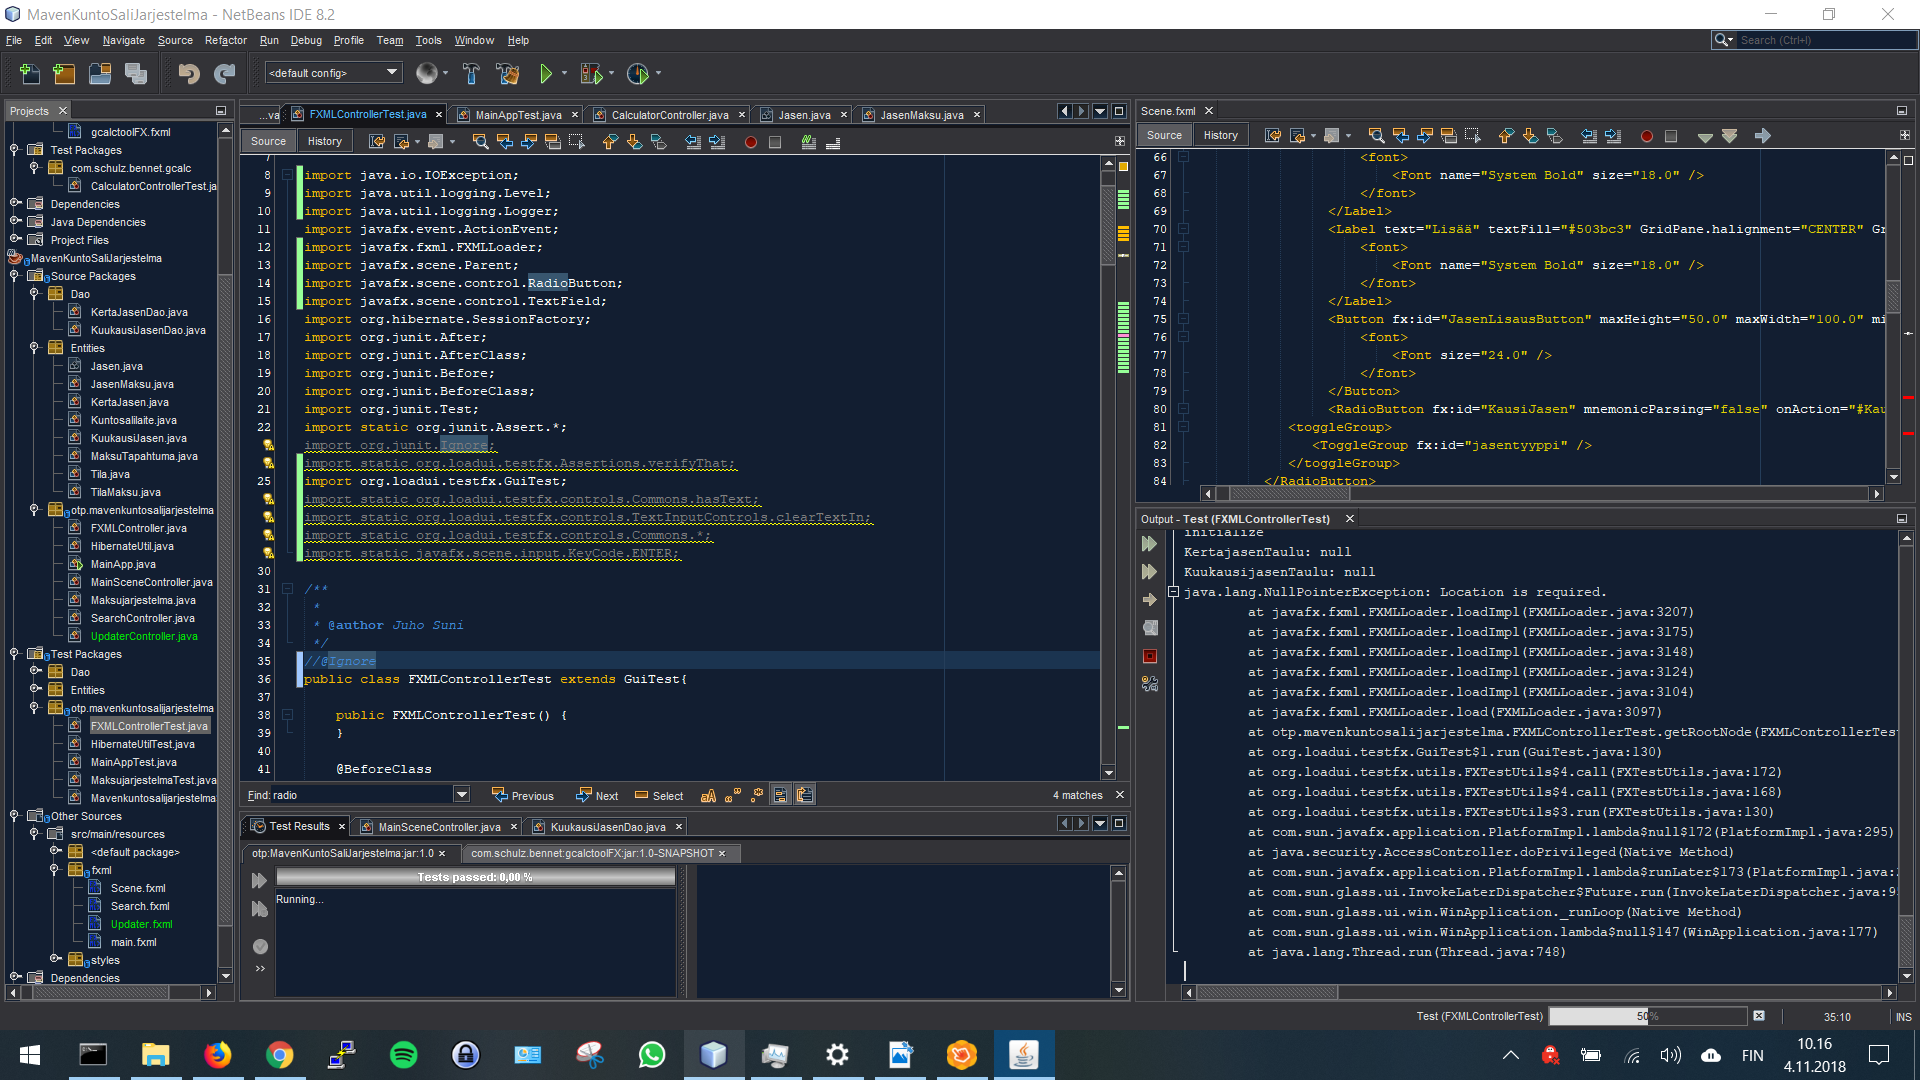 MavenKuntoSaliJarjestelma - NetBeans IDE 8.2
File Edit View Navigate Source Refactor Run Debug Profile Team Tools Window Help
Search (Ctrl+I)
<default config>
Projects
gcalctoolFX.fxml
Test Packages
com.schulz.bennet.gcalc
CalculatorControllerTest.ja
Dependencies
Java Dependencies
Project Files
MavenKuntoSaliJarjestelma
Source Packages
Dao
KertaJasenDao.java
KuukausiJasenDao.java
Entities
Jasen.java
JasenMaksu.java
KertaJasen.java
Kuntosalilaite.java
KuukausiJasen.java
MaksuTapahtuma.java
Tila.java
TilaMaksu.java
otp.mavenkuntosalijarjestelma
FXMLController.java
HibernateUtil.java
MainApp.java
MainSceneController.java
Maksujarjestelma.java
SearchController.java
UpdaterController.java
Test Packages
Dao
Entities
otp.mavenkuntosalijarjestelma
FXMLControllerTest.java
HibernateUtilTest.java
MainAppTest.java
MaksujarjestelmaTest.java
Mavenkuntosalijarjestelma
Other Sources
src/main/resources
<default package>
fxml
Scene.fxml
Search.fxml
Updater.fxml
main.fxml
styles
Dependencies
...va FXMLControllerTest.java MainAppTest.java CalculatorController.java Jasen.java JasenMaksu.java
Source History
7
8 import java.io.IOException;
9 import java.util.logging.Level;
10 import java.util.logging.Logger;
11 import javafx.event.ActionEvent;
12 import javafx.fxml.FXMLLoader;
13 import javafx.scene.Parent;
14 import javafx.scene.control.RadioButton;
15 import javafx.scene.control.TextField;
16 import org.hibernate.SessionFactory;
17 import org.junit.After;
18 import org.junit.AfterClass;
19 import org.junit.Before;
20 import org.junit.BeforeClass;
21 import org.junit.Test;
22 import static org.junit.Assert.*;
import org.junit.Ignore;
import static org.loadui.testfx.Assertions.verifyThat;
25 import org.loadui.testfx.GuiTest;
import static org.loadui.testfx.controls.Commons.hasText;
import static org.loadui.testfx.controls.TextInputControls.clearTextIn;
import static org.loadui.testfx.controls.Commons.*;
import static javafx.scene.input.KeyCode.ENTER;
30
31 /**
32 *
33 * @author Juho Suni
34 */
35 //@Ignore
36 public class FXMLControllerTest extends GuiTest{
37
38 public FXMLControllerTest() {
39 }
40
41 @BeforeClass
Find: radio Previous Next Select 4 matches
Test Results MainSceneController.java KuukausiJasenDao.java
otp:MavenKuntoSaliJarjestelma:jar:1.0 com.schulz.bennet:gcalctoolFX:jar:1.0-SNAPSHOT
Tests passed: 0,00 %
Running...
Scene.fxml
Source History
66 <font>
67 <Font name="System Bold" size="18.0" />
68 </font>
69 </Label>
70 <Label text="Lisää" textFill="#503bc3" GridPane.halignment="CENTER" Gr
71 <font>
72 <Font name="System Bold" size="18.0" />
73 </font>
74 </Label>
75 <Button fx:id="JasenLisausButton" maxHeight="50.0" maxWidth="100.0" mi
76 <font>
77 <Font size="24.0" />
78 </font>
79 </Button>
80 <RadioButton fx:id="KausiJasen" mnemonicParsing="false" onAction="#Kau
81 <toggleGroup>
82 <ToggleGroup fx:id="jasentyyppi" />
83 </toggleGroup>
84 </RadioButton>
Output - Test (FXMLControllerTest)
initialize
KertajasenTaulu: null
KuukausijasenTaulu: null
java.lang.NullPointerException: Location is required.
at javafx.fxml.FXMLLoader.loadImpl(FXMLLoader.java:3207)
at javafx.fxml.FXMLLoader.loadImpl(FXMLLoader.java:3175)
at javafx.fxml.FXMLLoader.loadImpl(FXMLLoader.java:3148)
at javafx.fxml.FXMLLoader.loadImpl(FXMLLoader.java:3124)
at javafx.fxml.FXMLLoader.loadImpl(FXMLLoader.java:3104)
at javafx.fxml.FXMLLoader.load(FXMLLoader.java:3097)
at otp.mavenkuntosalijarjestelma.FXMLControllerTest.getRootNode(FXMLControllerTes
at org.loadui.testfx.GuiTest$1.run(GuiTest.java:130)
at org.loadui.testfx.utils.FXTestUtils$4.call(FXTestUtils.java:172)
at org.loadui.testfx.utils.FXTestUtils$4.call(FXTestUtils.java:168)
at org.loadui.testfx.utils.FXTestUtils$3.run(FXTestUtils.java:130)
at com.sun.javafx.application.PlatformImpl.lambda$null$172(PlatformImpl.java:295)
at java.security.AccessController.doPrivileged(Native Method)
at com.sun.javafx.application.PlatformImpl.lambda$runLater$173(PlatformImpl.java:
at com.sun.glass.ui.InvokeLaterDispatcher$Future.run(InvokeLaterDispatcher.java:9
at com.sun.glass.ui.win.WinApplication._runLoop(Native Method)
at com.sun.glass.ui.win.WinApplication.lambda$null$147(WinApplication.java:177)
at java.lang.Thread.run(Thread.java:748)
Test (FXMLControllerTest) 50% 35:10 INS
FIN
10.16
4.11.2018